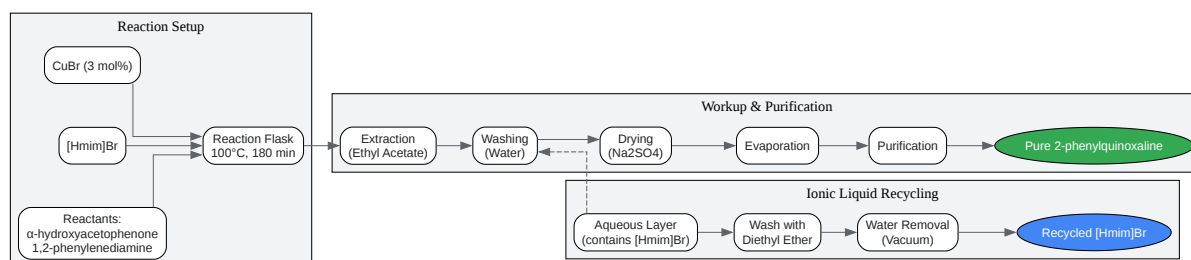 Reaction Setup
CuBr (3 mol%)
[Hmim]Br
Reactants:
α-hydroxyacetophenone
1,2-phenylenediamine
Reaction Flask
100°C, 180 min
Workup & Purification
Extraction
(Ethyl Acetate)
Washing
(Water)
Drying
(Na2SO4)
Evaporation
Purification
Pure 2-phenylquinoxaline
Ionic Liquid Recycling
Aqueous Layer
(contains [Hmim]Br)
Wash with
Diethyl Ether
Water Removal
(Vacuum)
Recycled [Hmim]Br